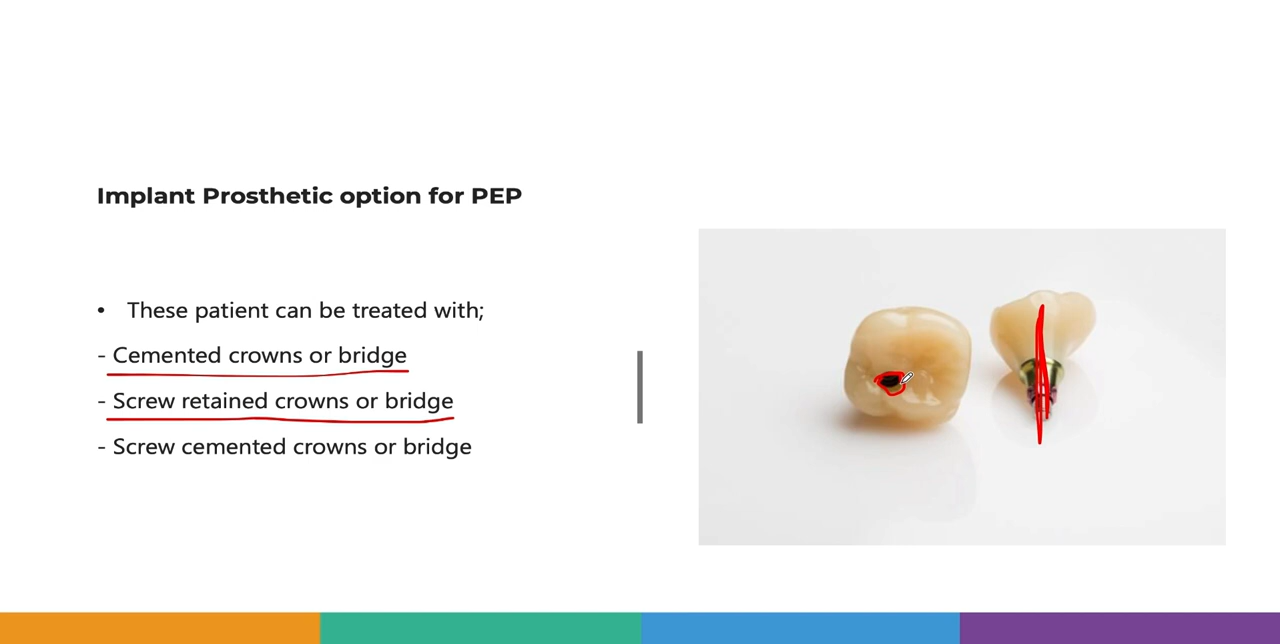 Implant Prosthetic option for PEP
• These patient can be treated with;
- Cemented crowns or bridge
- Screw retained crowns or bridge
- Screw cemented crowns or bridge